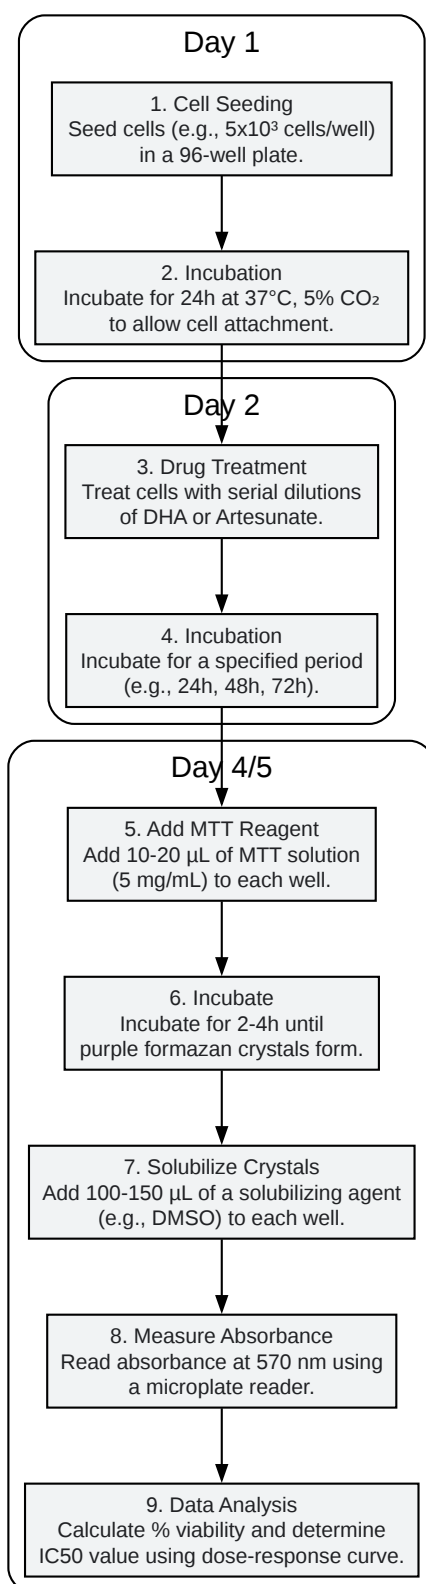 Day 1
1. Cell Seeding
Seed cells (e.g., 5x10³ cells/well)
in a 96-well plate.
2. Incubation
Incubate for 24h at 37°C, 5% CO₂
to allow cell attachment.
Day 2
3. Drug Treatment
Treat cells with serial dilutions
of DHA or Artesunate.
4. Incubation
Incubate for a specified period
(e.g., 24h, 48h, 72h).
Day 4/5
5. Add MTT Reagent
Add 10-20 µL of MTT solution
(5 mg/mL) to each well.
6. Incubate
Incubate for 2-4h until
purple formazan crystals form.
7. Solubilize Crystals
Add 100-150 µL of a solubilizing agent
(e.g., DMSO) to each well.
8. Measure Absorbance
Read absorbance at 570 nm using
a microplate reader.
9. Data Analysis
Calculate % viability and determine
IC50 value using dose-response curve.